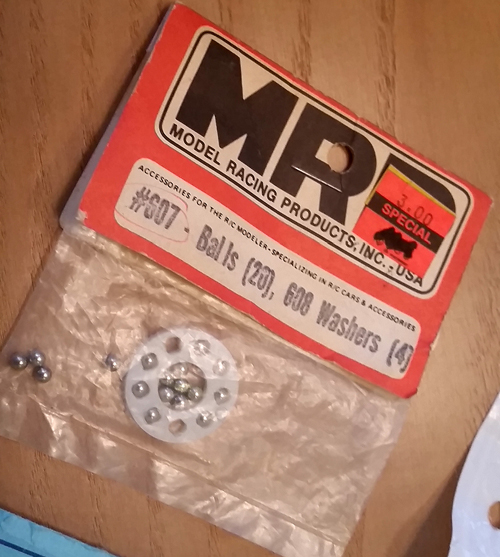 MRP
MODEL RACING PRODUCTS, INC. - USA
3.00
SPECIAL
ACCESSORIES FOR THE R/C MODELER - SPECIALIZING IN R/C CARS & ACCESSORIES
#607 - Balls (20), 608 Washers (4)